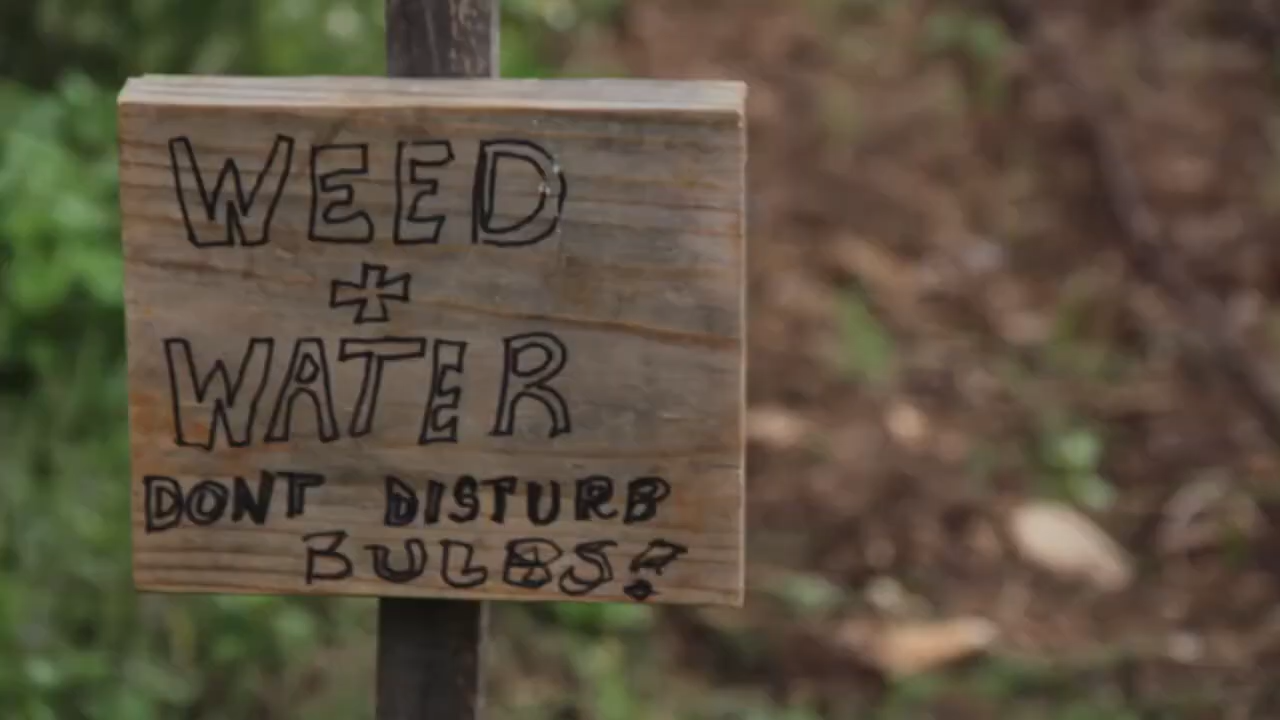 WEED
+
WATER
DONT DISTURB
BULBS?